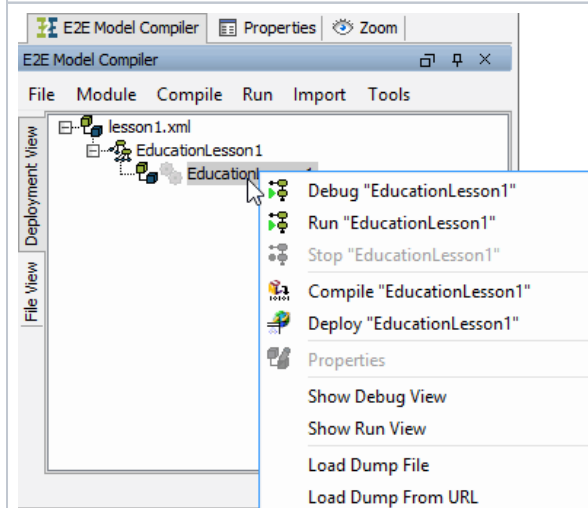 E2E Model Compiler Properties Zoom
E2E Model Compiler
File Module Compile Run Import Tools
Deployment View
File View
lesson1.xml
EducationLesson1
Debug "EducationLesson1"
Run "EducationLesson1"
Stop "EducationLesson1"
Compile "EducationLesson1"
Deploy "EducationLesson1"
Properties
Show Debug View
Show Run View
Load Dump File
Load Dump From URL